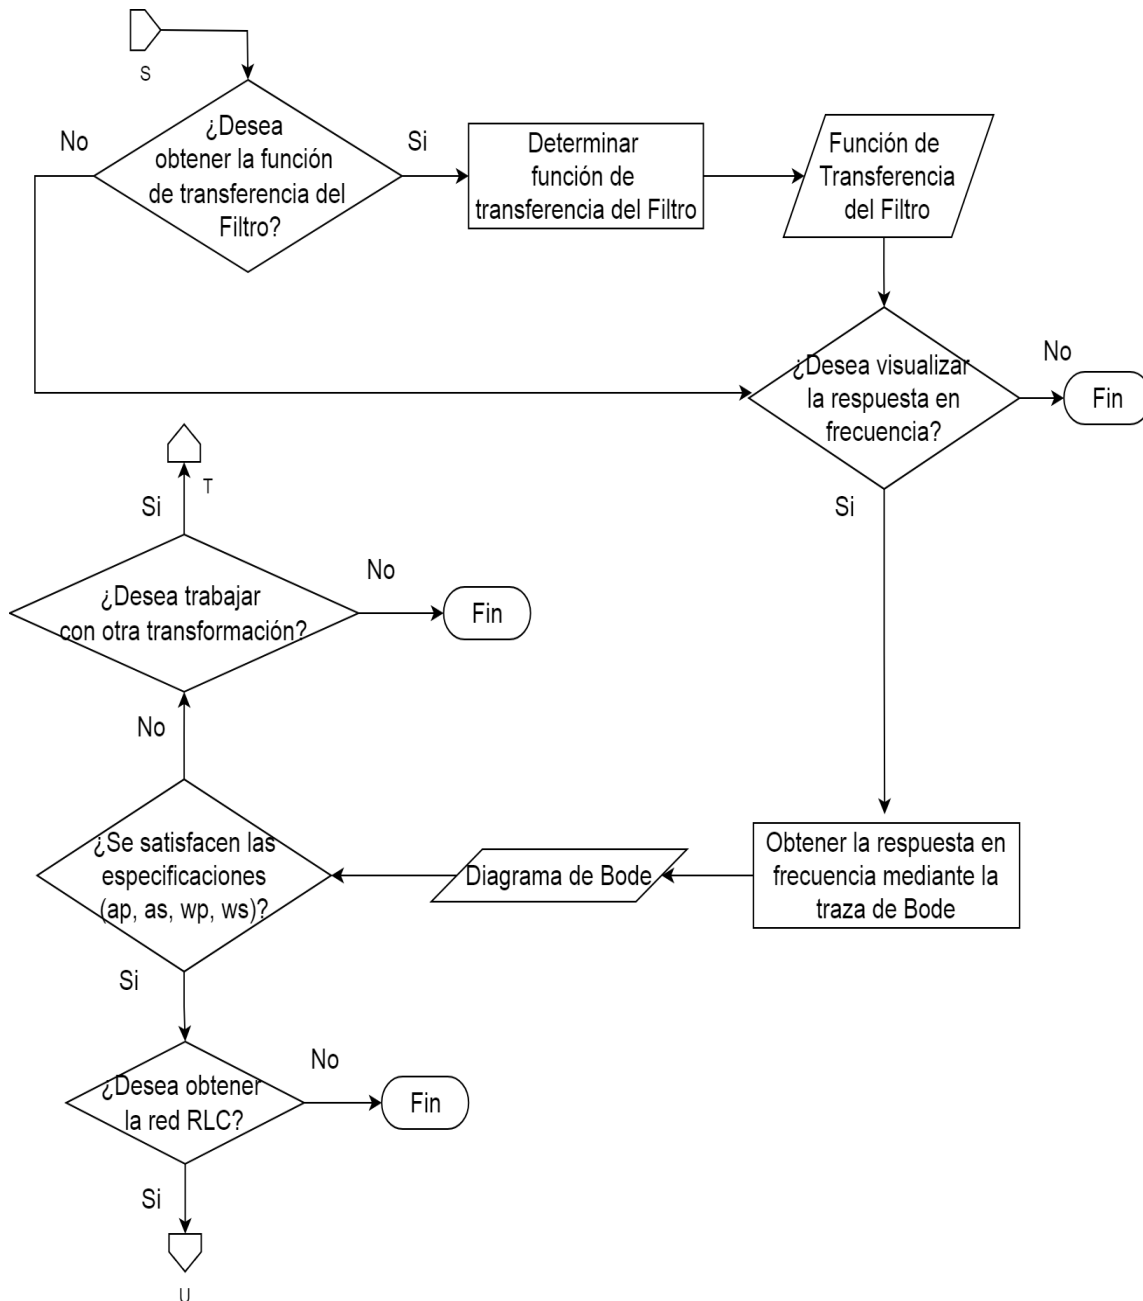 S
No
¿Desea
obtener la función
de transferencia del
Filtro?
Si
Determinar
función de
transferencia del Filtro
Función de
Transferencia
del Filtro
¿Desea visualizar
la respuesta en
frecuencia?
No
Fin
Si
T
Si
¿Desea trabajar
con otra transformación?
No
Fin
No
¿Se satisfacen las
especificaciones
(ap, as, wp, ws)?
Diagrama de Bode
Obtener la respuesta en
frecuencia mediante la
traza de Bode
Si
¿Desea obtener
la red RLC?
No
Fin
Si
U